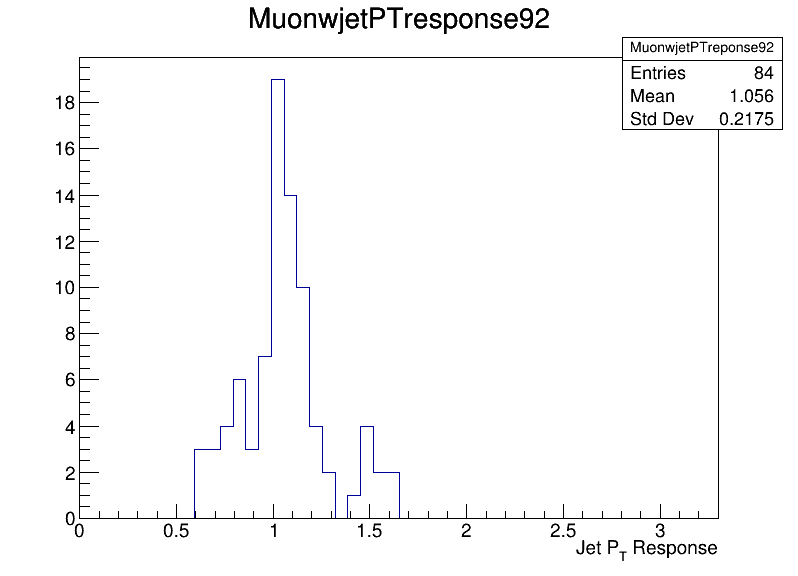 MuonwjetPTresponse92
MuonwjetPTreponse92
Entries 84
Mean 1.056
Std Dev 0.2175
18
16
14
12
10
8
6
4
2
0
0 0.5 1 1.5 2 2.5 3
Jet PT Response